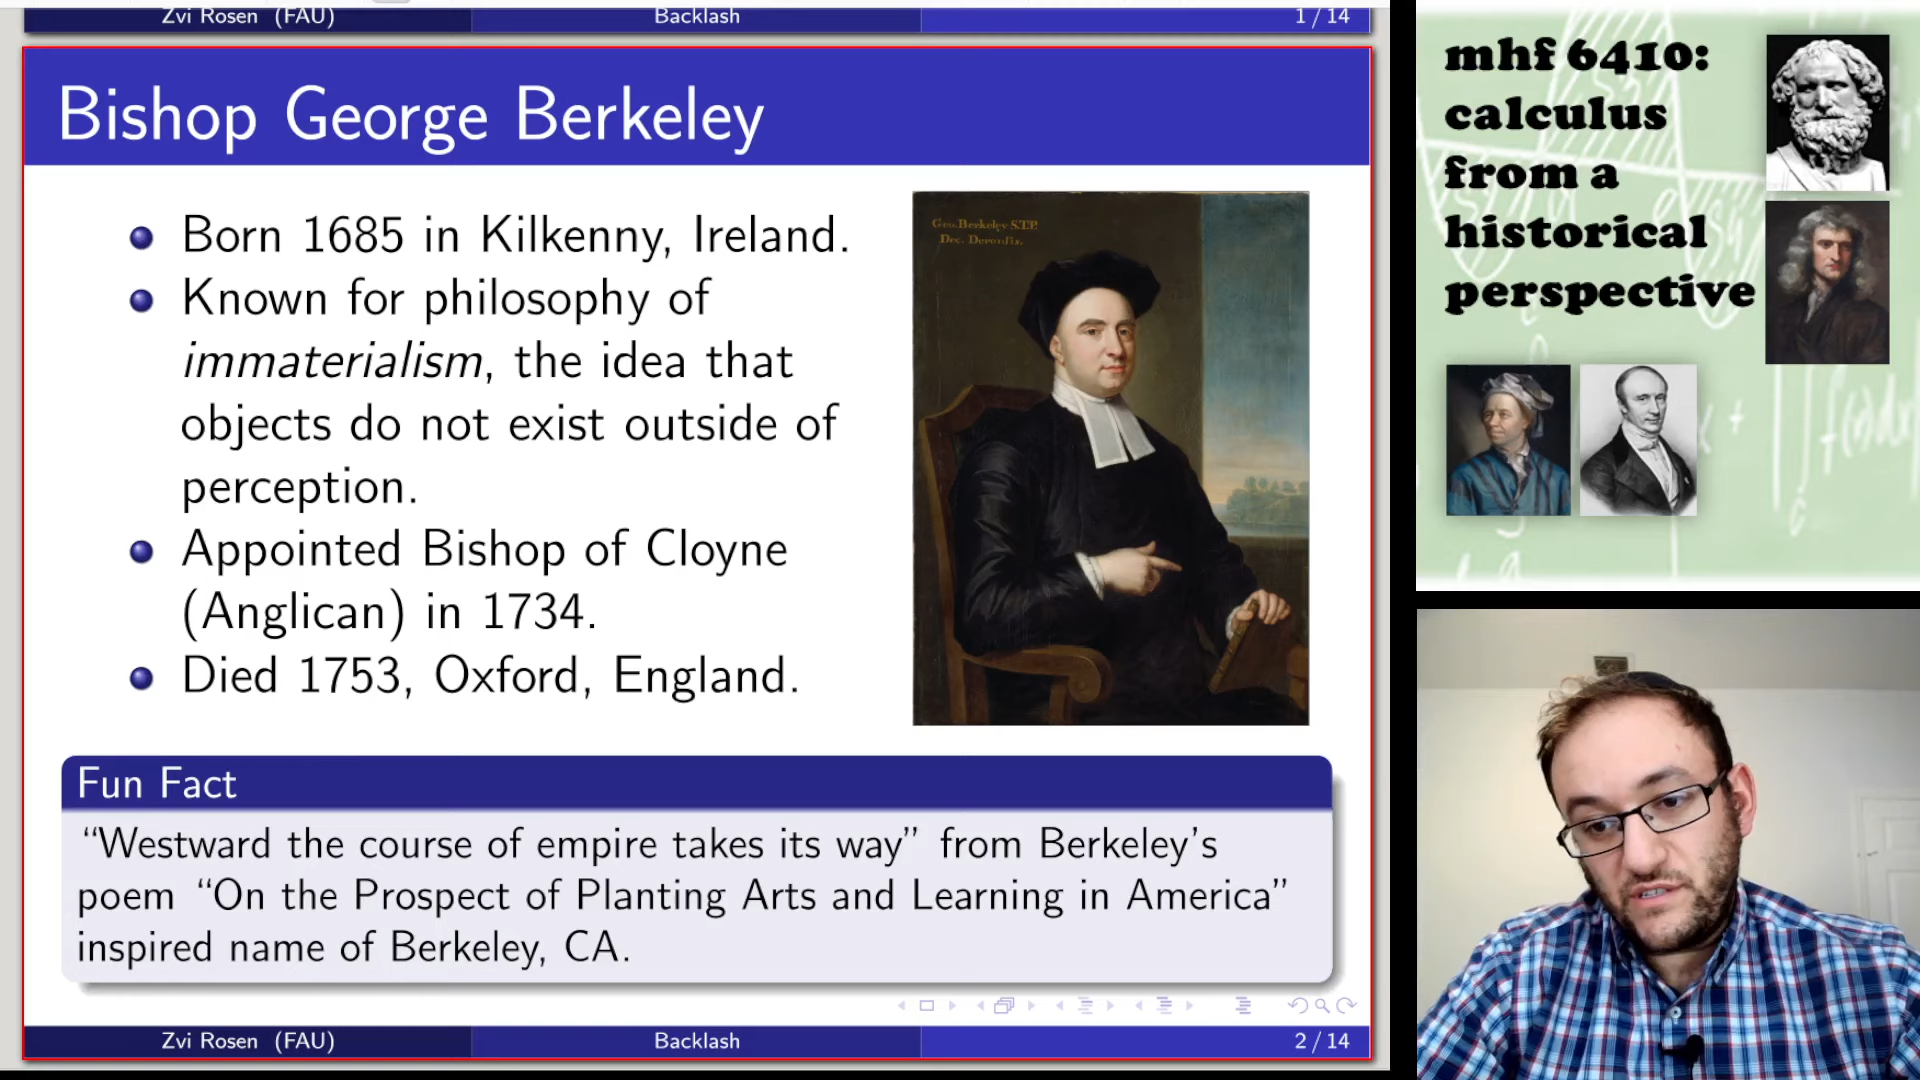 Zvi Rosen (FAU) Backlash 1 / 14
Bishop George Berkeley
Born 1685 in Kilkenny, Ireland.
Known for philosophy of
immaterialism, the idea that
objects do not exist outside of
perception.
Appointed Bishop of Cloyne
(Anglican) in 1734.
Died 1753, Oxford, England.
Geo. Berkeley S.T.P.
Fun Fact
“Westward the course of empire takes its way” from Berkeley's
poem “On the Prospect of Planting Arts and Learning in America”
inspired name of Berkeley, CA.
Zvi Rosen (FAU) Backlash 2 / 14
mhf 6410:
calculus
from a
historical
perspective